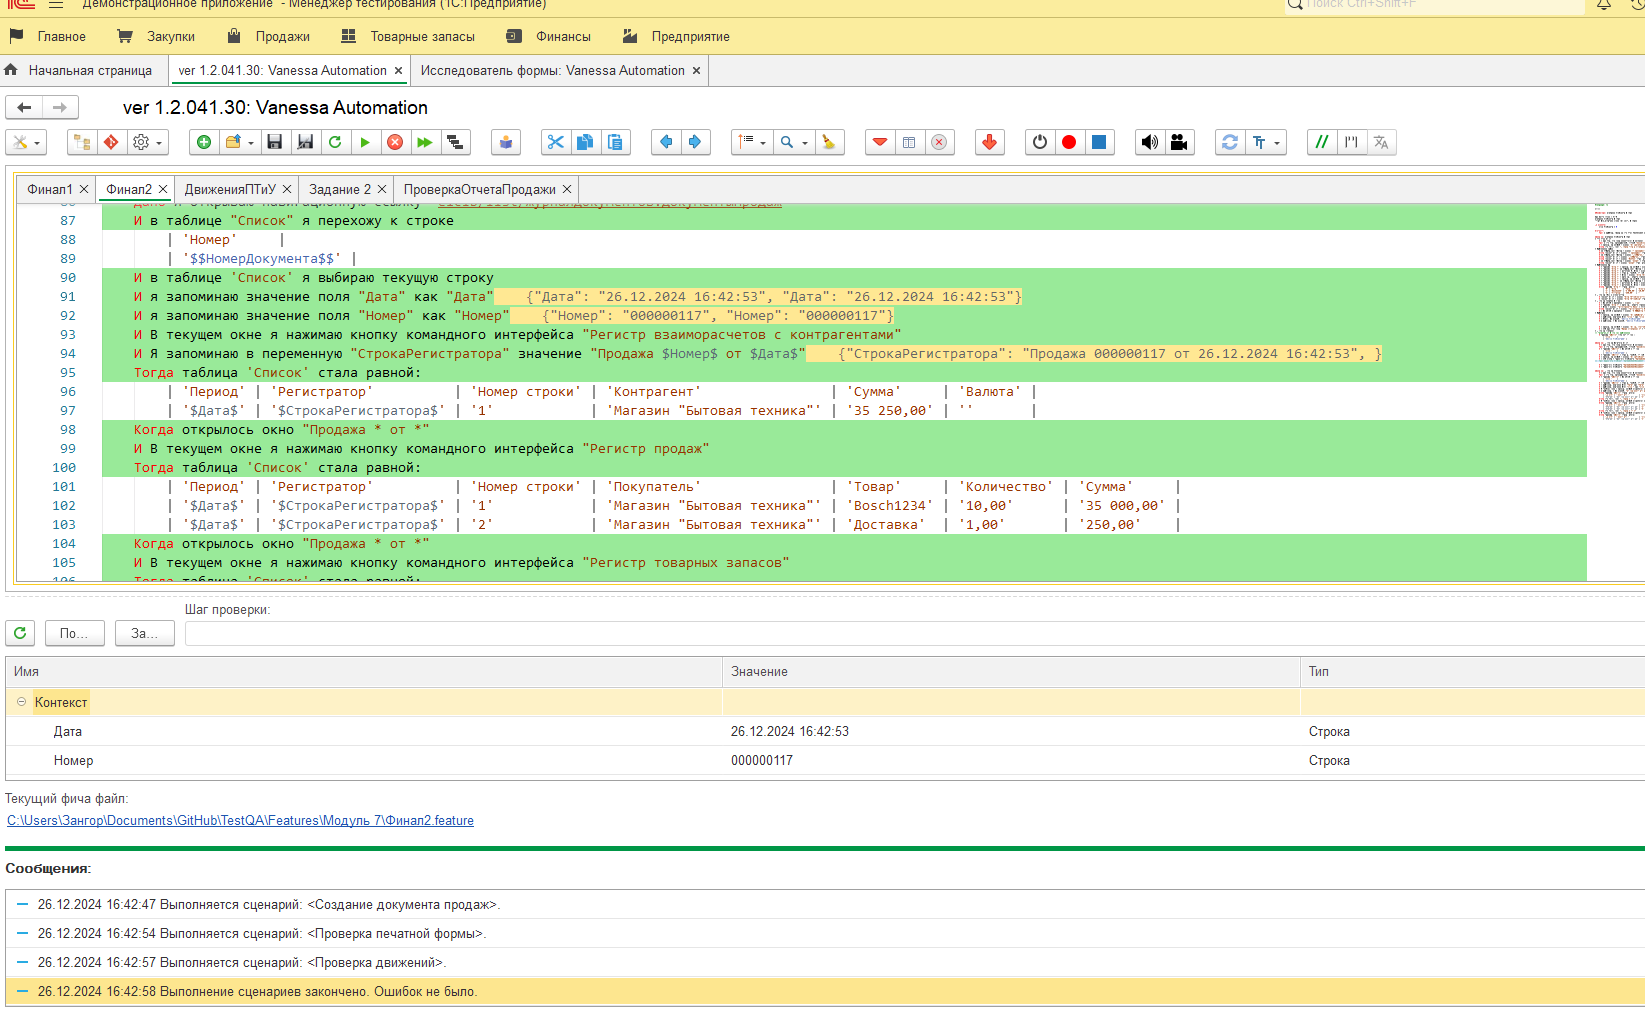 Демонстрационное приложение - Менеджер тестирования (1С:Предприятие)
Поиск Ctrl+Shift+F
Главное Закупки Продажи Товарные запасы Финансы Предприятие
Начальная страница ver 1.2.041.30: Vanessa Automation × Исследователь формы: Vanessa Automation ×
ver 1.2.041.30: Vanessa Automation
Финал1 × Финал2 × ДвиженияПТиУ × Задание 2 × ПроверкаОтчетаПродажи ×
87 И в таблице "Список" я перехожу к строке
88 | 'Номер' |
89 | '$$НомерДокумента$$' |
90 И в таблице 'Список' я выбираю текущую строку
91 И я запоминаю значение поля "Дата" как "Дата" {"Дата": "26.12.2024 16:42:53", "Дата": "26.12.2024 16:42:53"}
92 И я запоминаю значение поля "Номер" как "Номер" {"Номер": "000000117", "Номер": "000000117"}
93 И В текущем окне я нажимаю кнопку командного интерфейса "Регистр взаиморасчетов с контрагентами"
94 И Я запоминаю в переменную "СтрокаРегистратора" значение "Продажа $Номер$ от $Дата$" {"СтрокаРегистратора": "Продажа 000000117 от 26.12.2024 16:42:53", }
95 Тогда таблица 'Список' стала равной:
96 | 'Период' | 'Регистратор' | 'Номер строки' | 'Контрагент' | 'Сумма' | 'Валюта' |
97 | '$Дата$' | '$СтрокаРегистратора$' | '1' | 'Магазин "Бытовая техника"' | '35 250,00' | '' |
98 Когда открылось окно "Продажа * от *"
99 И В текущем окне я нажимаю кнопку командного интерфейса "Регистр продаж"
100 Тогда таблица 'Список' стала равной:
101 | 'Период' | 'Регистратор' | 'Номер строки' | 'Покупатель' | 'Товар' | 'Количество' | 'Сумма' |
102 | '$Дата$' | '$СтрокаРегистратора$' | '1' | 'Магазин "Бытовая техника"' | 'Bosch1234' | '10,00' | '35 000,00' |
103 | '$Дата$' | '$СтрокаРегистратора$' | '2' | 'Магазин "Бытовая техника"' | 'Доставка' | '1,00' | '250,00' |
104 Когда открылось окно "Продажа * от *"
105 И В текущем окне я нажимаю кнопку командного интерфейса "Регистр товарных запасов"
106 Тогда таблица 'Список' стала равной:
Шаг проверки:
По... За...
Имя Значение Тип
Контекст
Дата 26.12.2024 16:42:53 Строка
Номер 000000117 Строка
Текущий фича файл:
C:\Users\Зангор\Documents\GitHub\TestQA\Features\Модуль 7\Финал2.feature
Сообщения:
26.12.2024 16:42:47 Выполняется сценарий: <Создание документа продаж>.
26.12.2024 16:42:54 Выполняется сценарий: <Проверка печатной формы>.
26.12.2024 16:42:57 Выполняется сценарий: <Проверка движений>.
26.12.2024 16:42:58 Выполнение сценариев закончено. Ошибок не было.